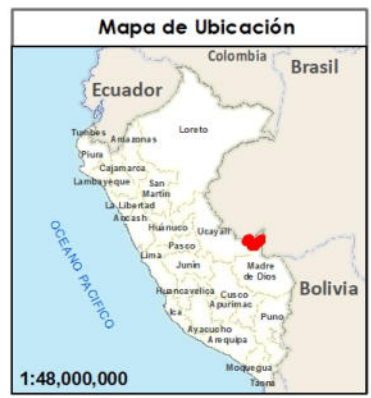 Mapa de Ubicación
Colombia
Brasil
Ecuador
Loreto
Tumbes
Amazonas
Piura
Cajamarca
Lambayeque
San
Martin
La Libertad
Ancash
Huánuco
Ucayali
OCEANO PACIFICO
Pasco
Lima
Junin
Madre
de Dios
Huancavelica
Cusco
Bolivia
Apurimac
Ica
Puno
Ayacucho
Arequipa
Moquegua
Tacna
1:48,000,000